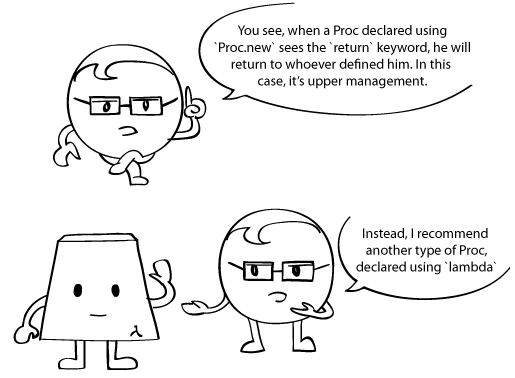 You see, when a Proc declared using
`Proc.new` sees the `return` keyword, he will
return to whoever defined him. In this
case, it's upper management.
Instead, I recommend
another type of Proc,
declared using `lambda`
λ